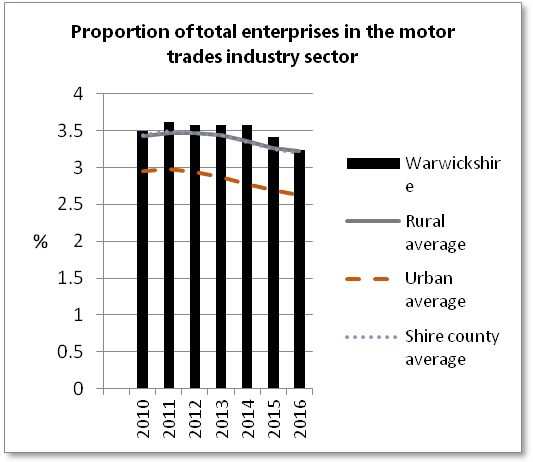 Proportion of total enterprises in the motor
trades industry sector
4
3.5
3
2.5
2
1.5
1
0.5
0
%
2010
2011
2012
2013
2014
2015
2016
Warwickshir
e
Rural
average
Urban
average
Shire county
average